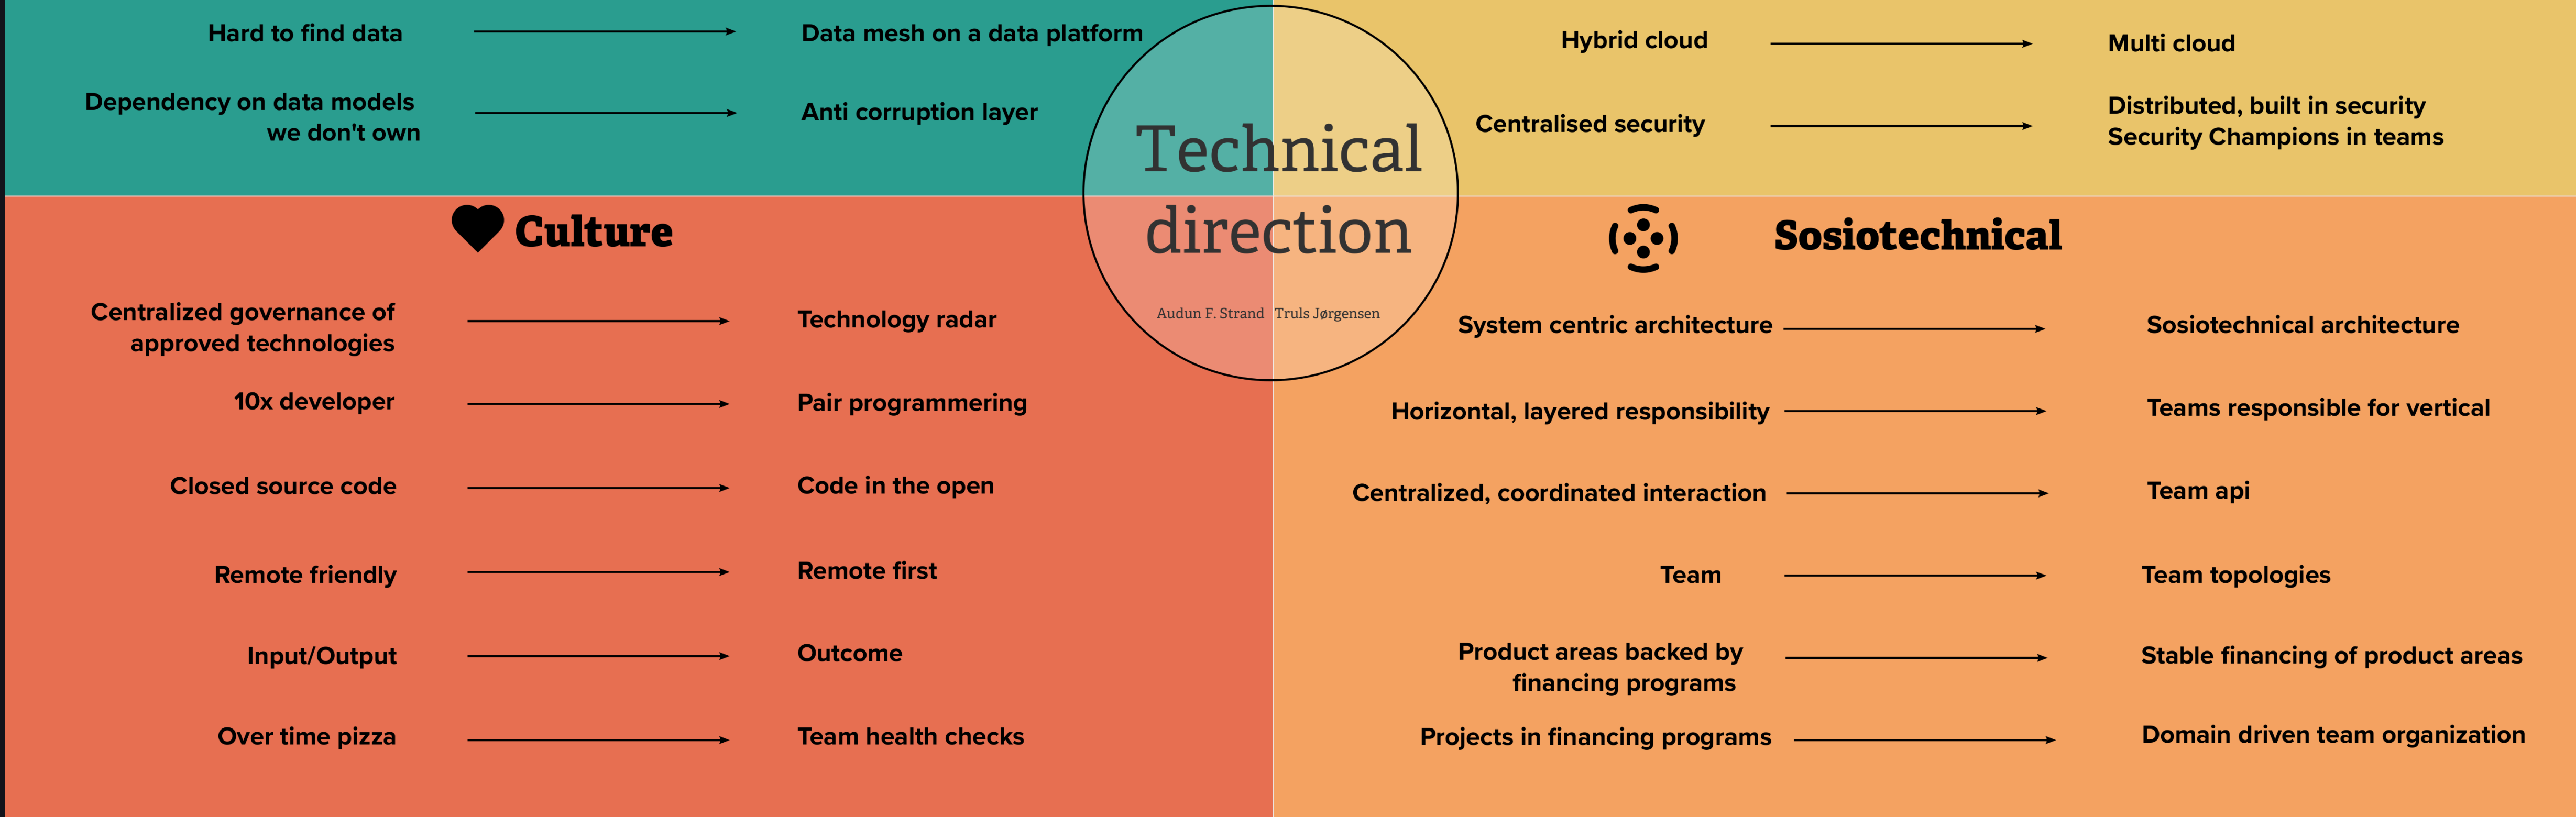 Hard to find data
Data mesh on a data platform
Dependency on data models
we don't own
Anti corruption layer
Hybrid cloud
Multi cloud
Centralised security
Distributed, built in security
Security Champions in teams
Technical
direction
Audun F. Strand Truls Jørgensen
Culture
Centralized governance of
approved technologies
Technology radar
10x developer
Pair programmering
Closed source code
Code in the open
Remote friendly
Remote first
Input/Output
Outcome
Over time pizza
Team health checks
Sosiotechnical
System centric architecture
Sosiotechnical architecture
Horizontal, layered responsibility
Teams responsible for vertical
Centralized, coordinated interaction
Team api
Team
Team topologies
Product areas backed by
financing programs
Stable financing of product areas
Projects in financing programs
Domain driven team organization